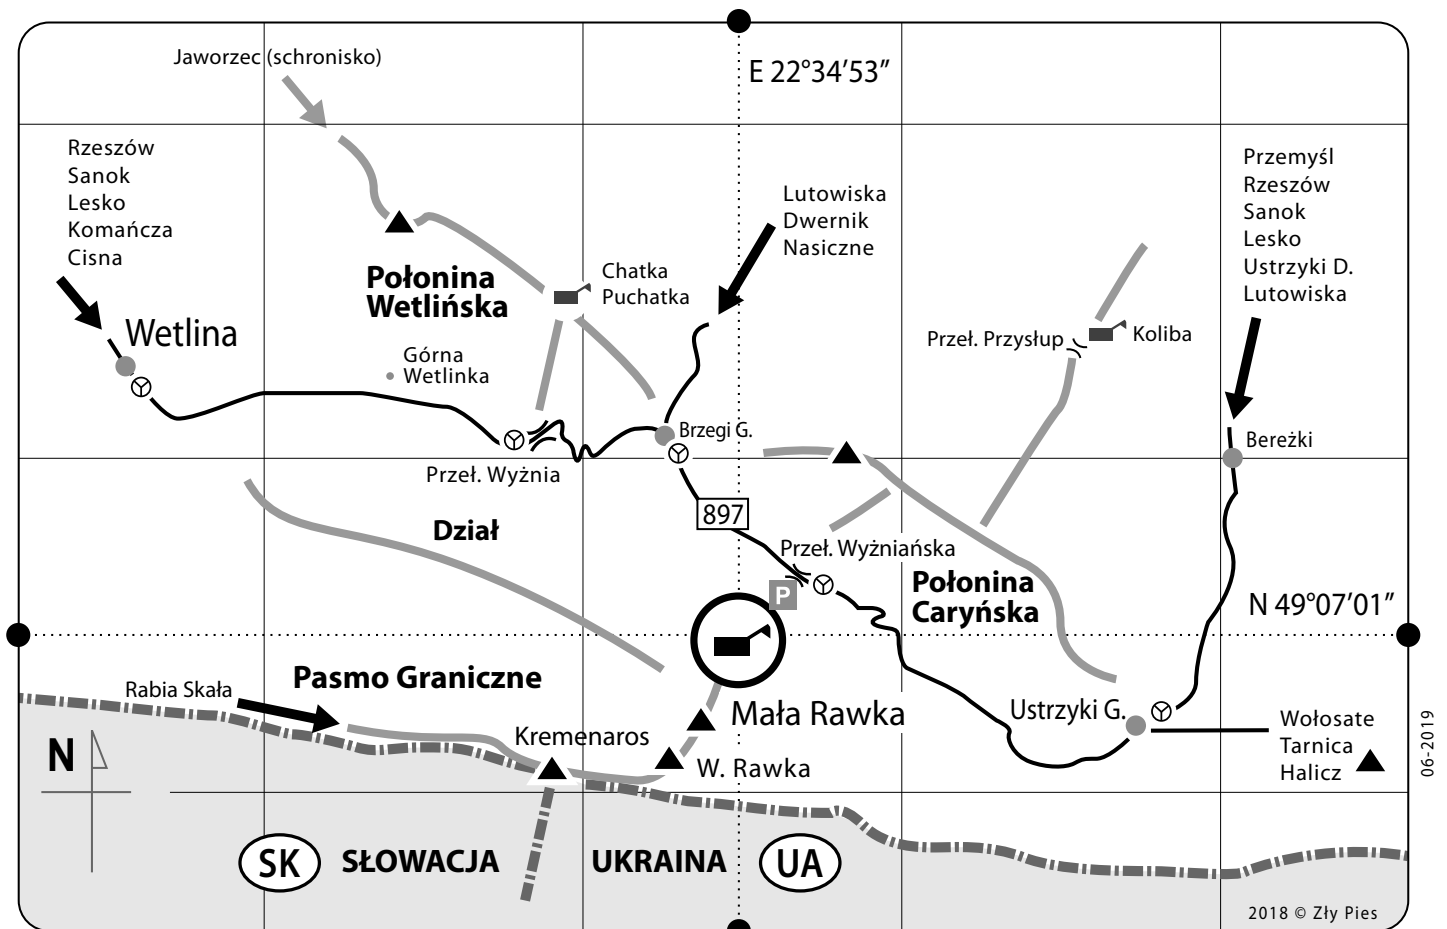 Jaworzec (schronisko)
E 22°34'53"
Rzeszów
Sanok
Lesko
Komańcza
Cisna
Lutowiska
Dwernik
Nasiczne
Przemyśl
Rzeszów
Sanok
Lesko
Ustrzyki D.
Lutowiska
Połonina
Wetlińska
Chatka
Puchatka
Wetlina
Górna
Wetlinka
Przeł. Przysłup
Koliba
Brzegi G.
Bereżki
Przeł. Wyżnia
897
Dział
Przeł. Wyżniańska
P
Połonina
Caryńska
N 49°07'01"
Pasmo Graniczne
Rabia Skała
Mała Rawka
Ustrzyki G.
Kremenaros
W. Rawka
Wołosate
Tarnica
Halicz
N
06-2019
SK
SŁOWACJA
UKRAINA
UA
2018 © Zły Pies